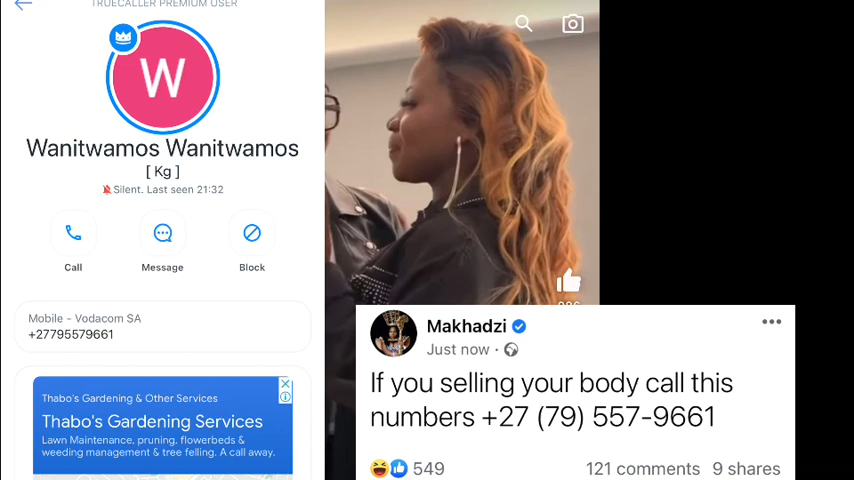 TRUECALLER PREMIUM USER
W
Wanitwamos Wanitwamos
[ Kg ]
Silent. Last seen 21:32
Call
Message
Block
Mobile - Vodacom SA
+27795579661
Thabo's Gardening & Other Services
Thabo's Gardening Services
Lawn Maintenance, pruning, flowerbeds &
weeding management & tree felling. A call away.
Makhadzi
Just now ·
If you selling your body call this
numbers +27 (79) 557-9661
549
121 comments 9 shares